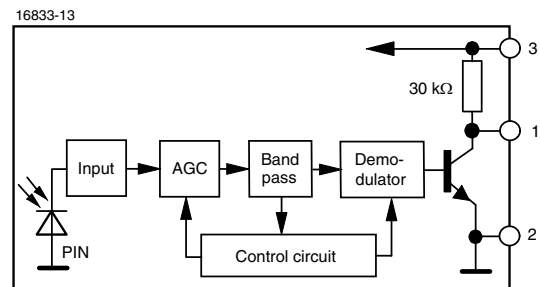 16833-13
3
30 kΩ
1
Input
AGC
Band
pass
Demo-
dulator
PIN
Control circuit
2